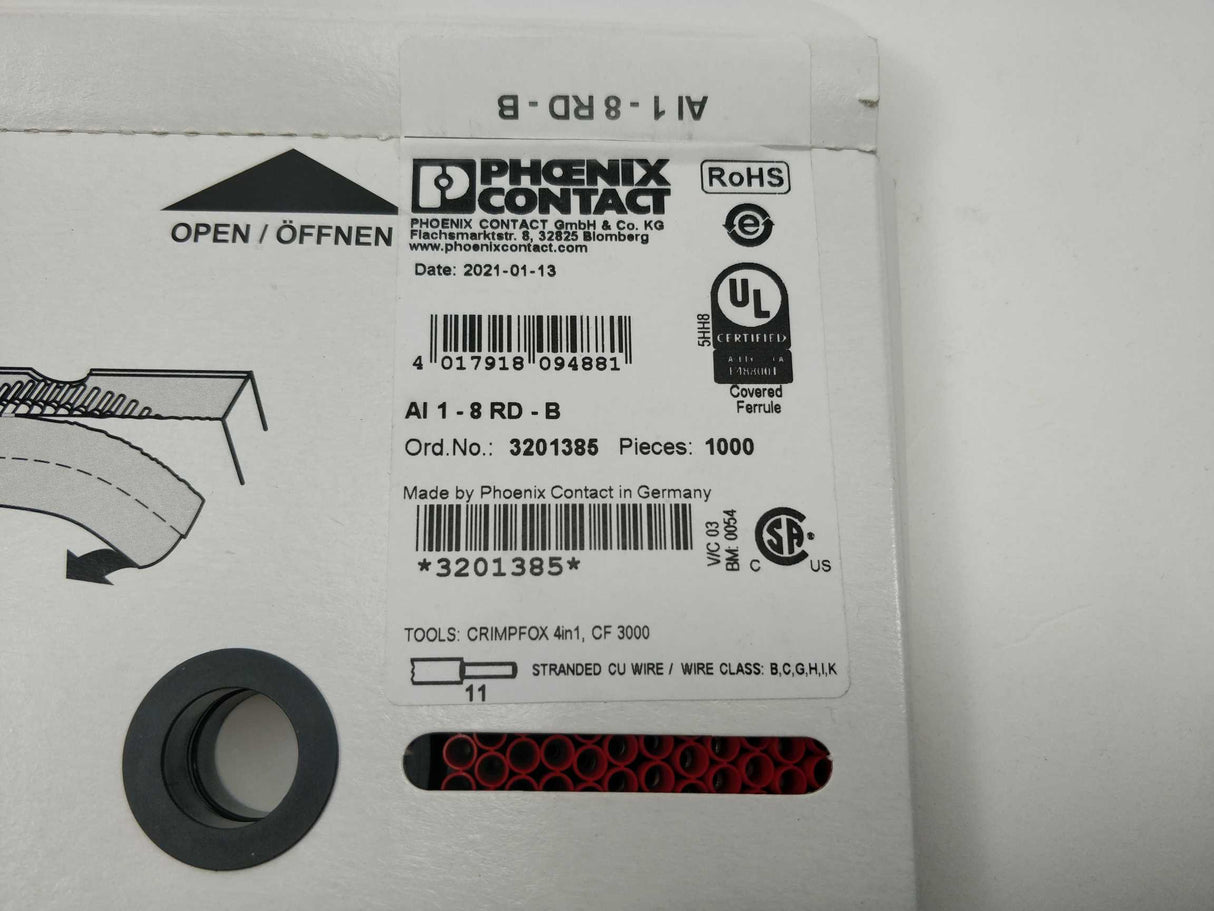 AI 1 - 8 RD - B
PHŒNIX
CONTACT
RoHS
PHOENIX CONTACT GmbH & Co. KG
Flachsmarktstr. 8, 32825 Blomberg
www.phoenixcontact.com
e
OPEN / ÖFFNEN
Date: 2021-01-13
UL
5HH8
CERTIFIED
4 017918 094881
Covered
Ferrule
AI 1 - 8 RD - B
Ord.No.: 3201385 Pieces: 1000
Made by Phoenix Contact in Germany
V/C 03
BM: 0054
C SA US
*3201385*
TOOLS: CRIMPFOX 4in1, CF 3000
STRANDED CU WIRE / WIRE CLASS: B,C,G,H,I,K
11